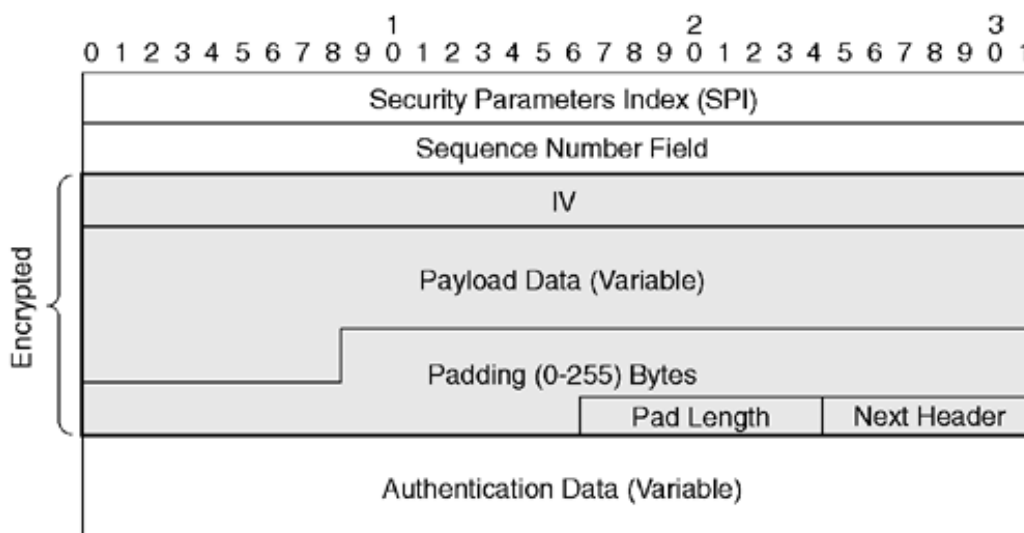 1 2 3
0 1 2 3 4 5 6 7 8 9 0 1 2 3 4 5 6 7 8 9 0 1 2 3 4 5 6 7 8 9 0 1
Security Parameters Index (SPI)
Sequence Number Field
IV
Encrypted
Payload Data (Variable)
Padding (0-255) Bytes
Pad Length Next Header
Authentication Data (Variable)